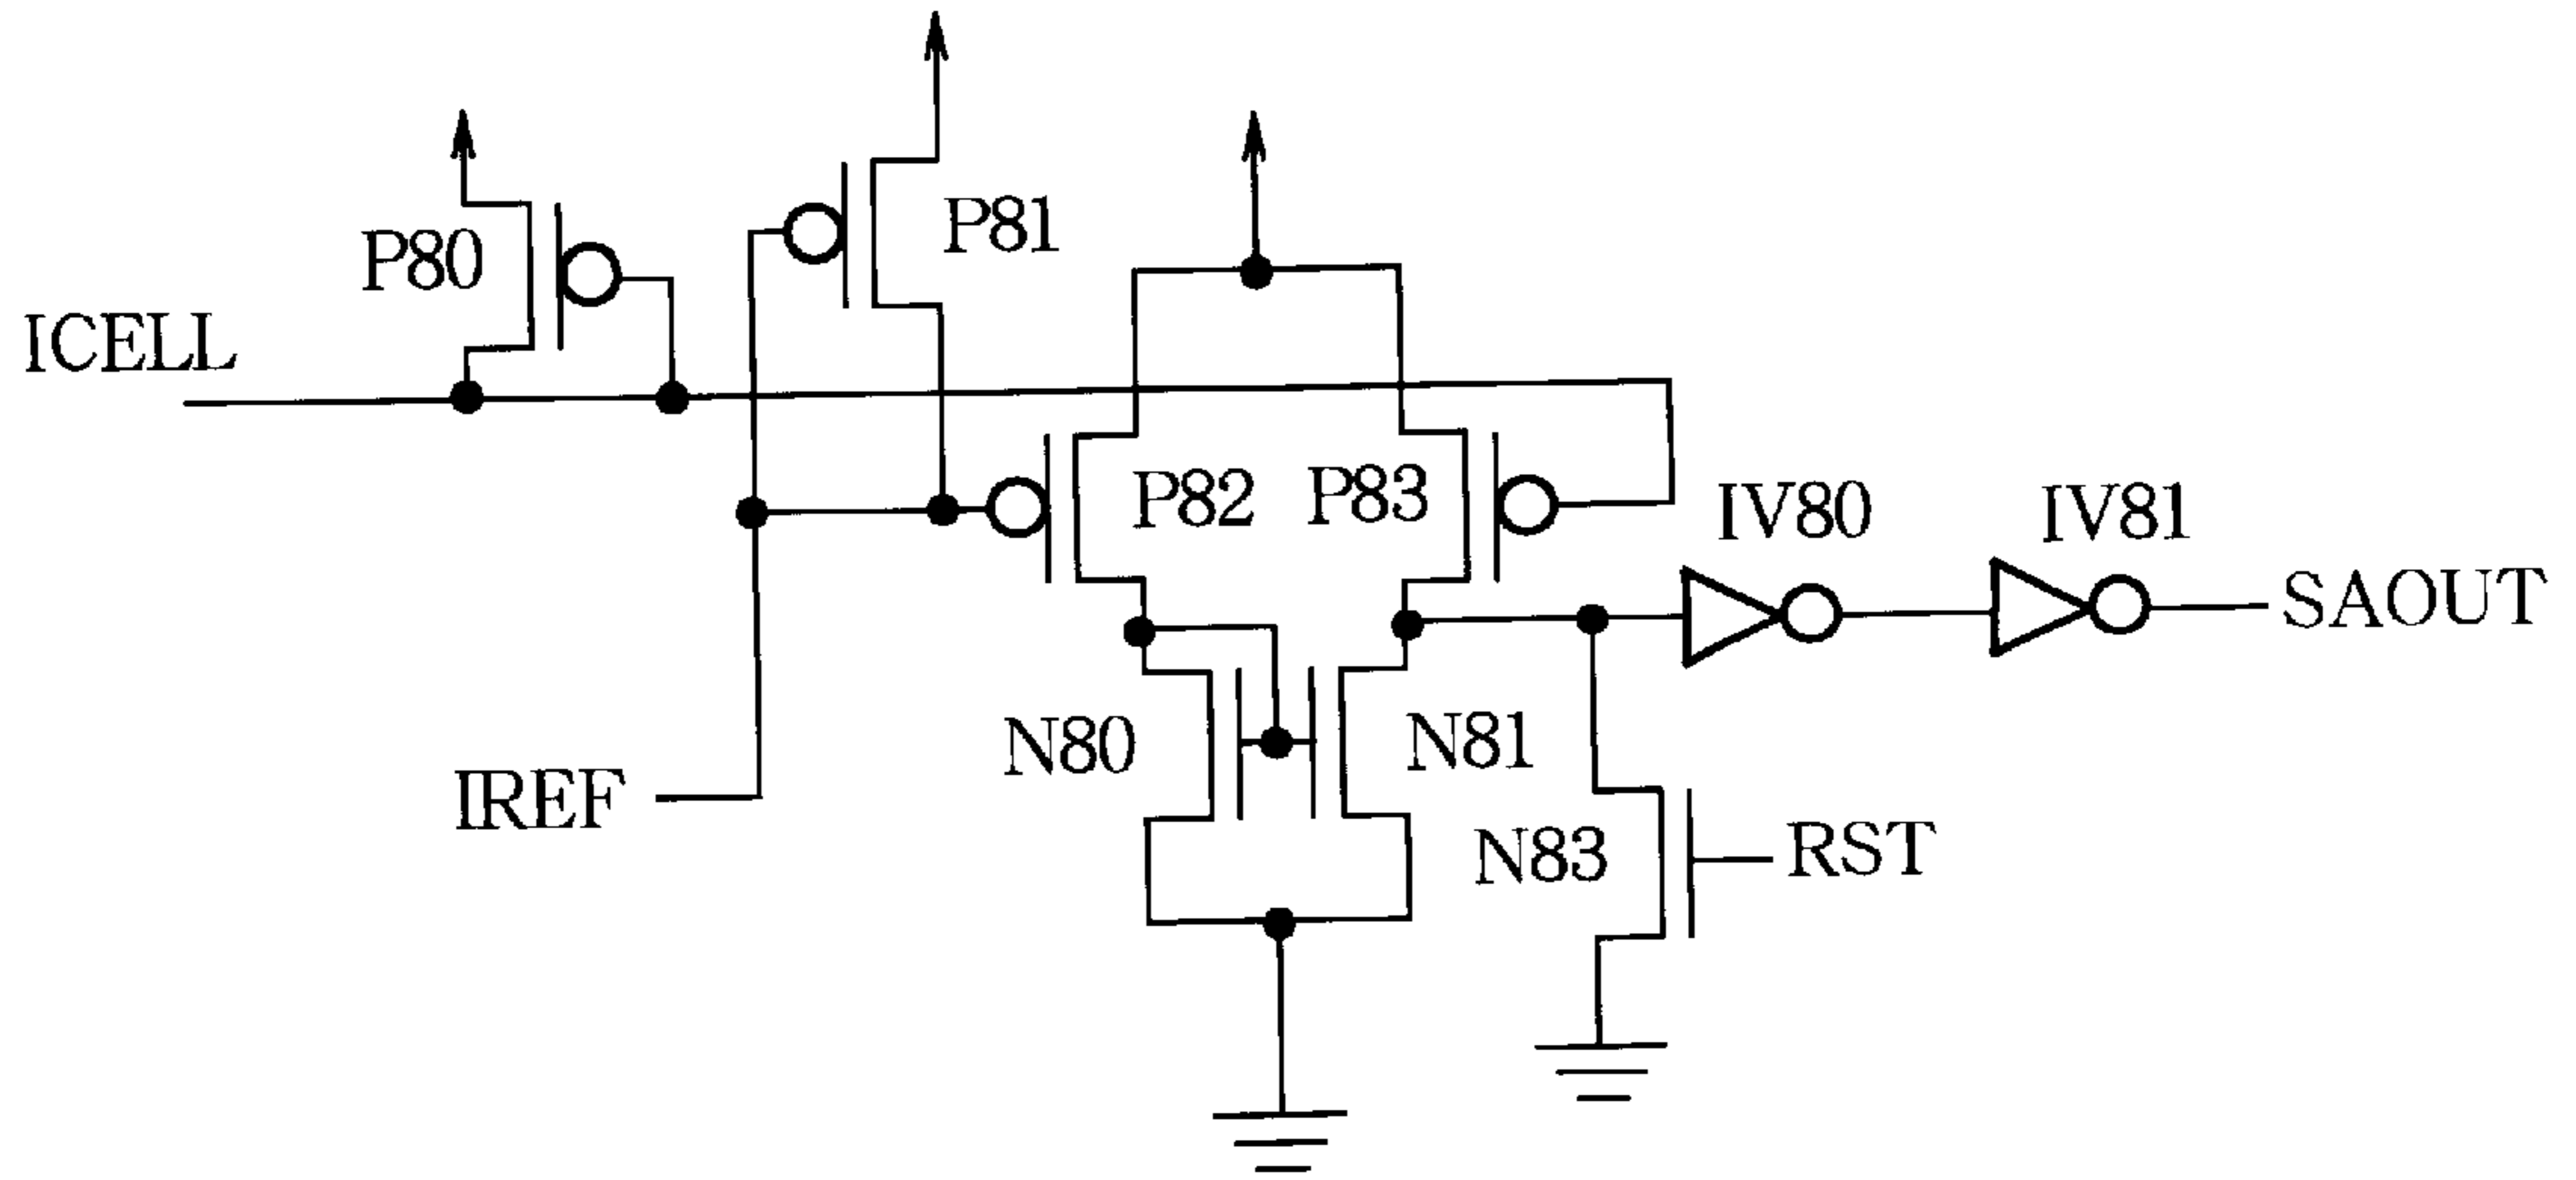 P81
P80
ICELL
P82
P83
IV80
IV81
SAOUT
N80
N81
IREF
N83
RST